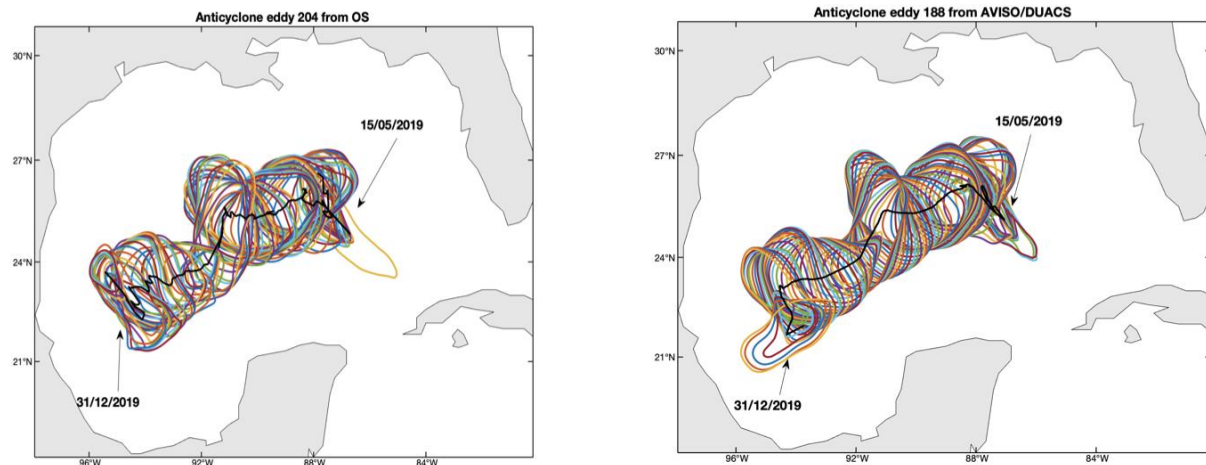 Anticyclone eddy 204 from OS
30°N
27°N
24°N
21°N
96°W
92°W
88°W
84°W
15/05/2019
31/12/2019
Anticyclone eddy 188 from AVISO/DUACS
30°N
27°N
24°N
21°N
96°W
92°W
88°W
84°W
15/05/2019
31/12/2019